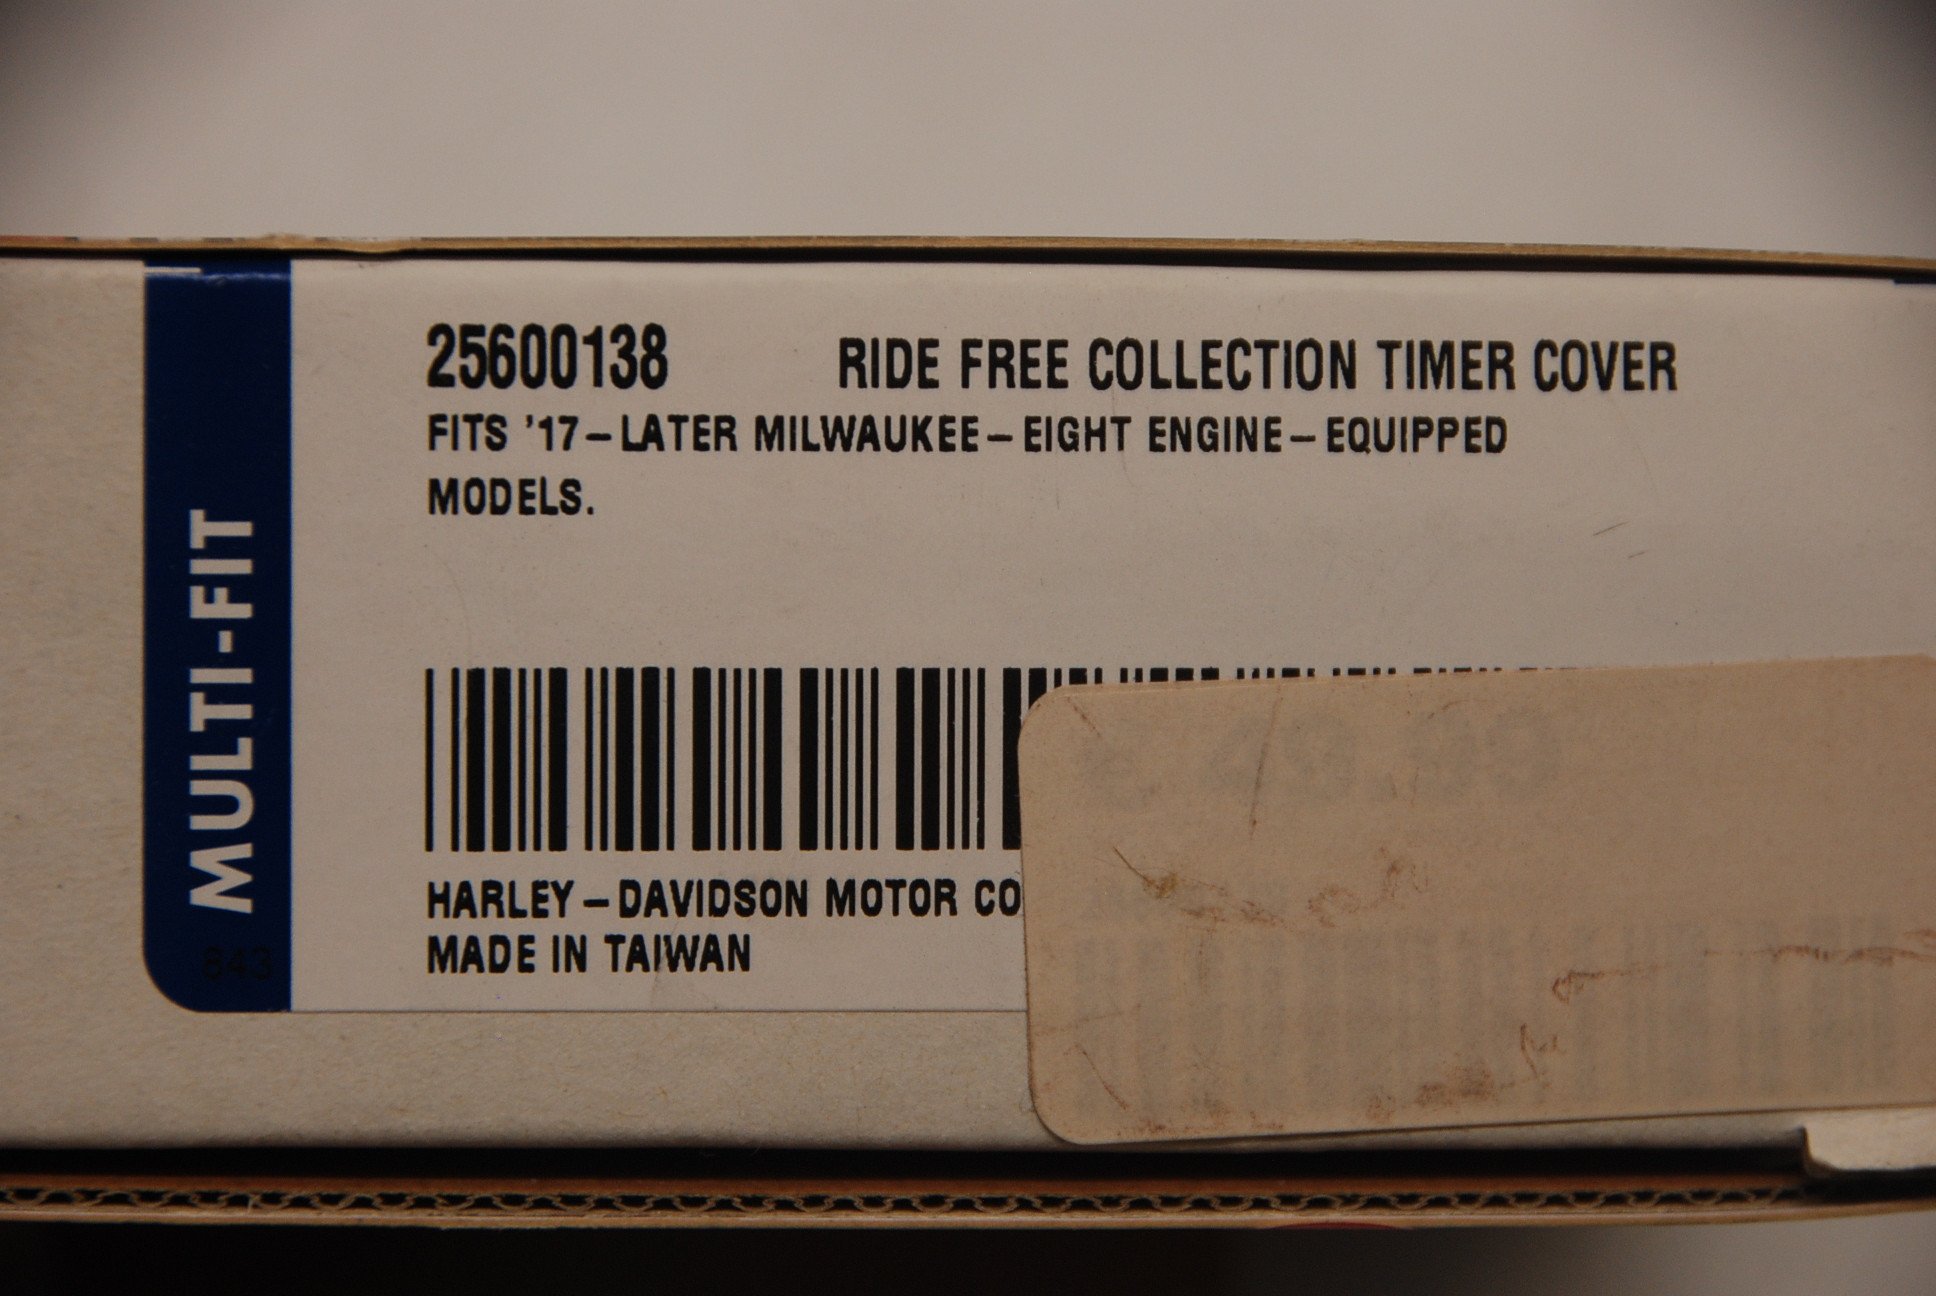 25600138 RIDE FREE COLLECTION TIMER COVER
FITS '17-LATER MILWAUKEE-EIGHT ENGINE-EQUIPPED
MODELS.
HARLEY-DAVIDSON MOTOR CO
MADE IN TAIWAN
MULTI-FIT
843